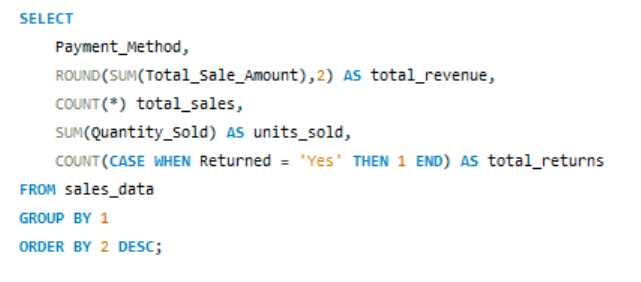 SELECT
    Payment_Method,
    ROUND(SUM(Total_Sale_Amount),2) AS total_revenue,
    COUNT(*) total_sales,
    SUM(Quantity_Sold) AS units_sold,
    COUNT(CASE WHEN Returned = 'Yes' THEN 1 END) AS total_returns
FROM sales_data
GROUP BY 1
ORDER BY 2 DESC;